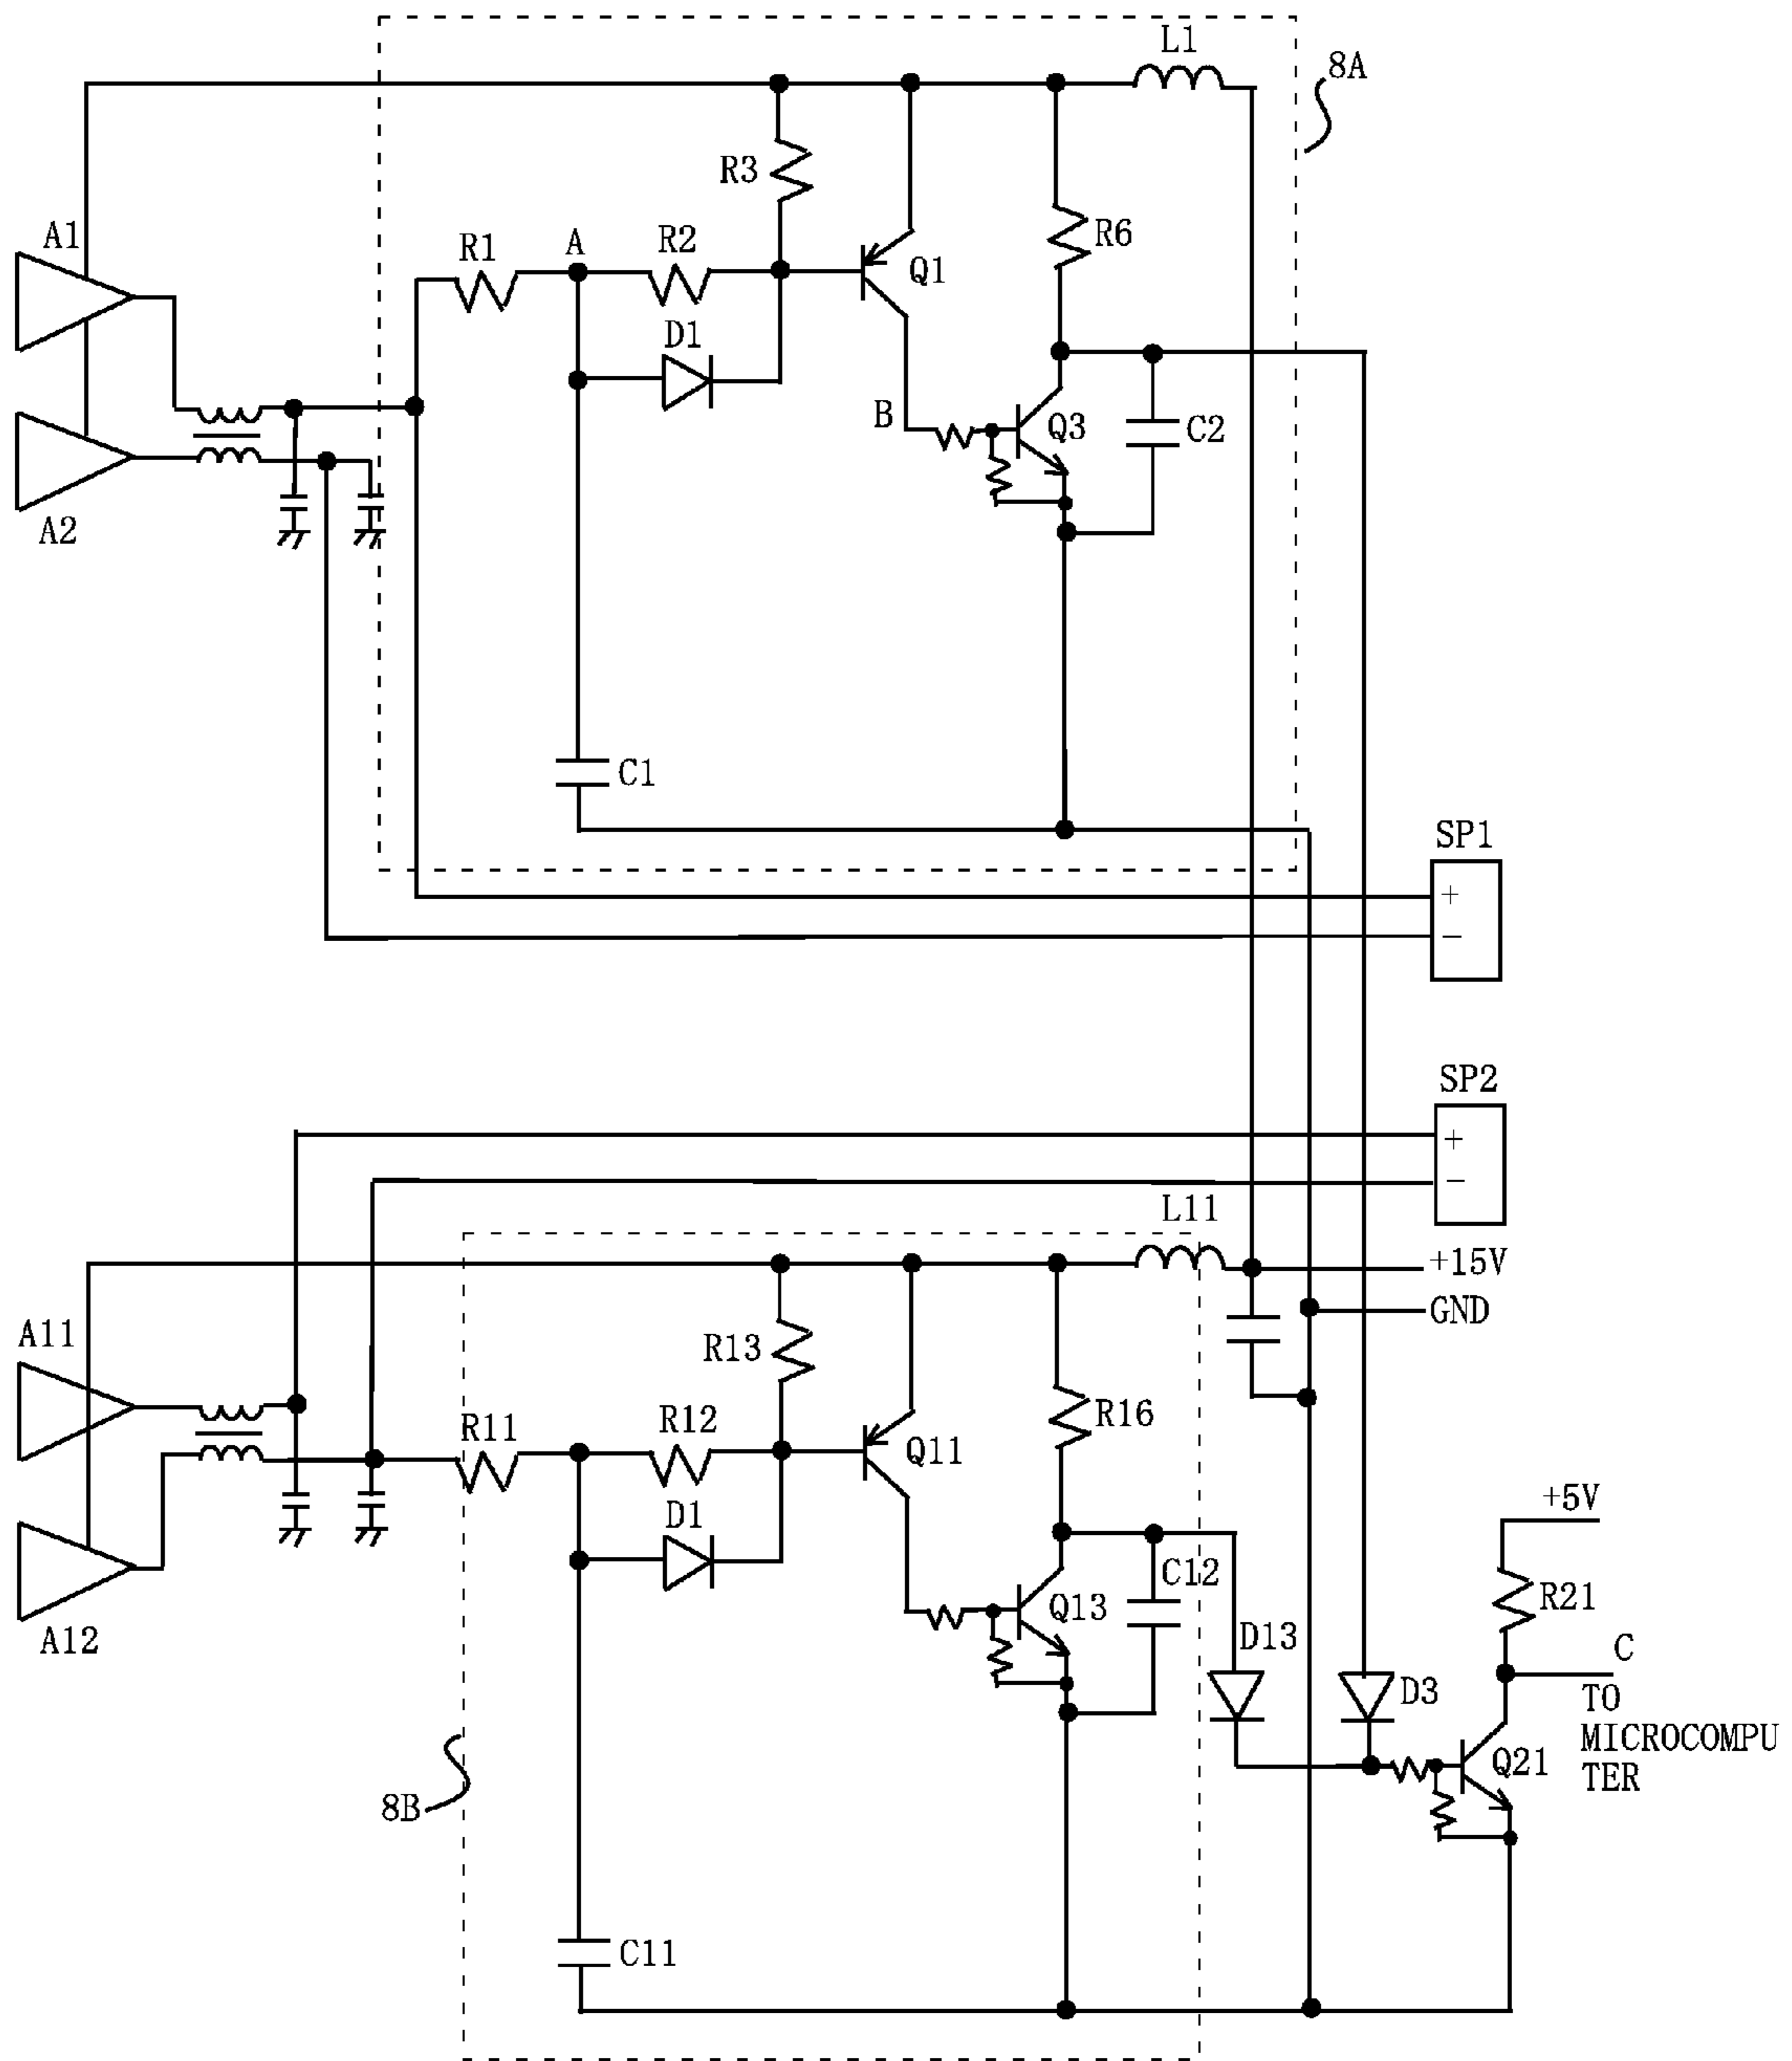 L1
8A
R3
A1
R1
A
R2
Q1
R6
D1
B
Q3
C2
A2
C1
SP1
+
−
SP2
+
−
L11
+15V
GND
A11
R13
R11
R12
Q11
R16
D1
+5V
C12
R21
Q13
A12
D13
C
D3
TO
MICROCOMPU
TER
Q21
8B
C11